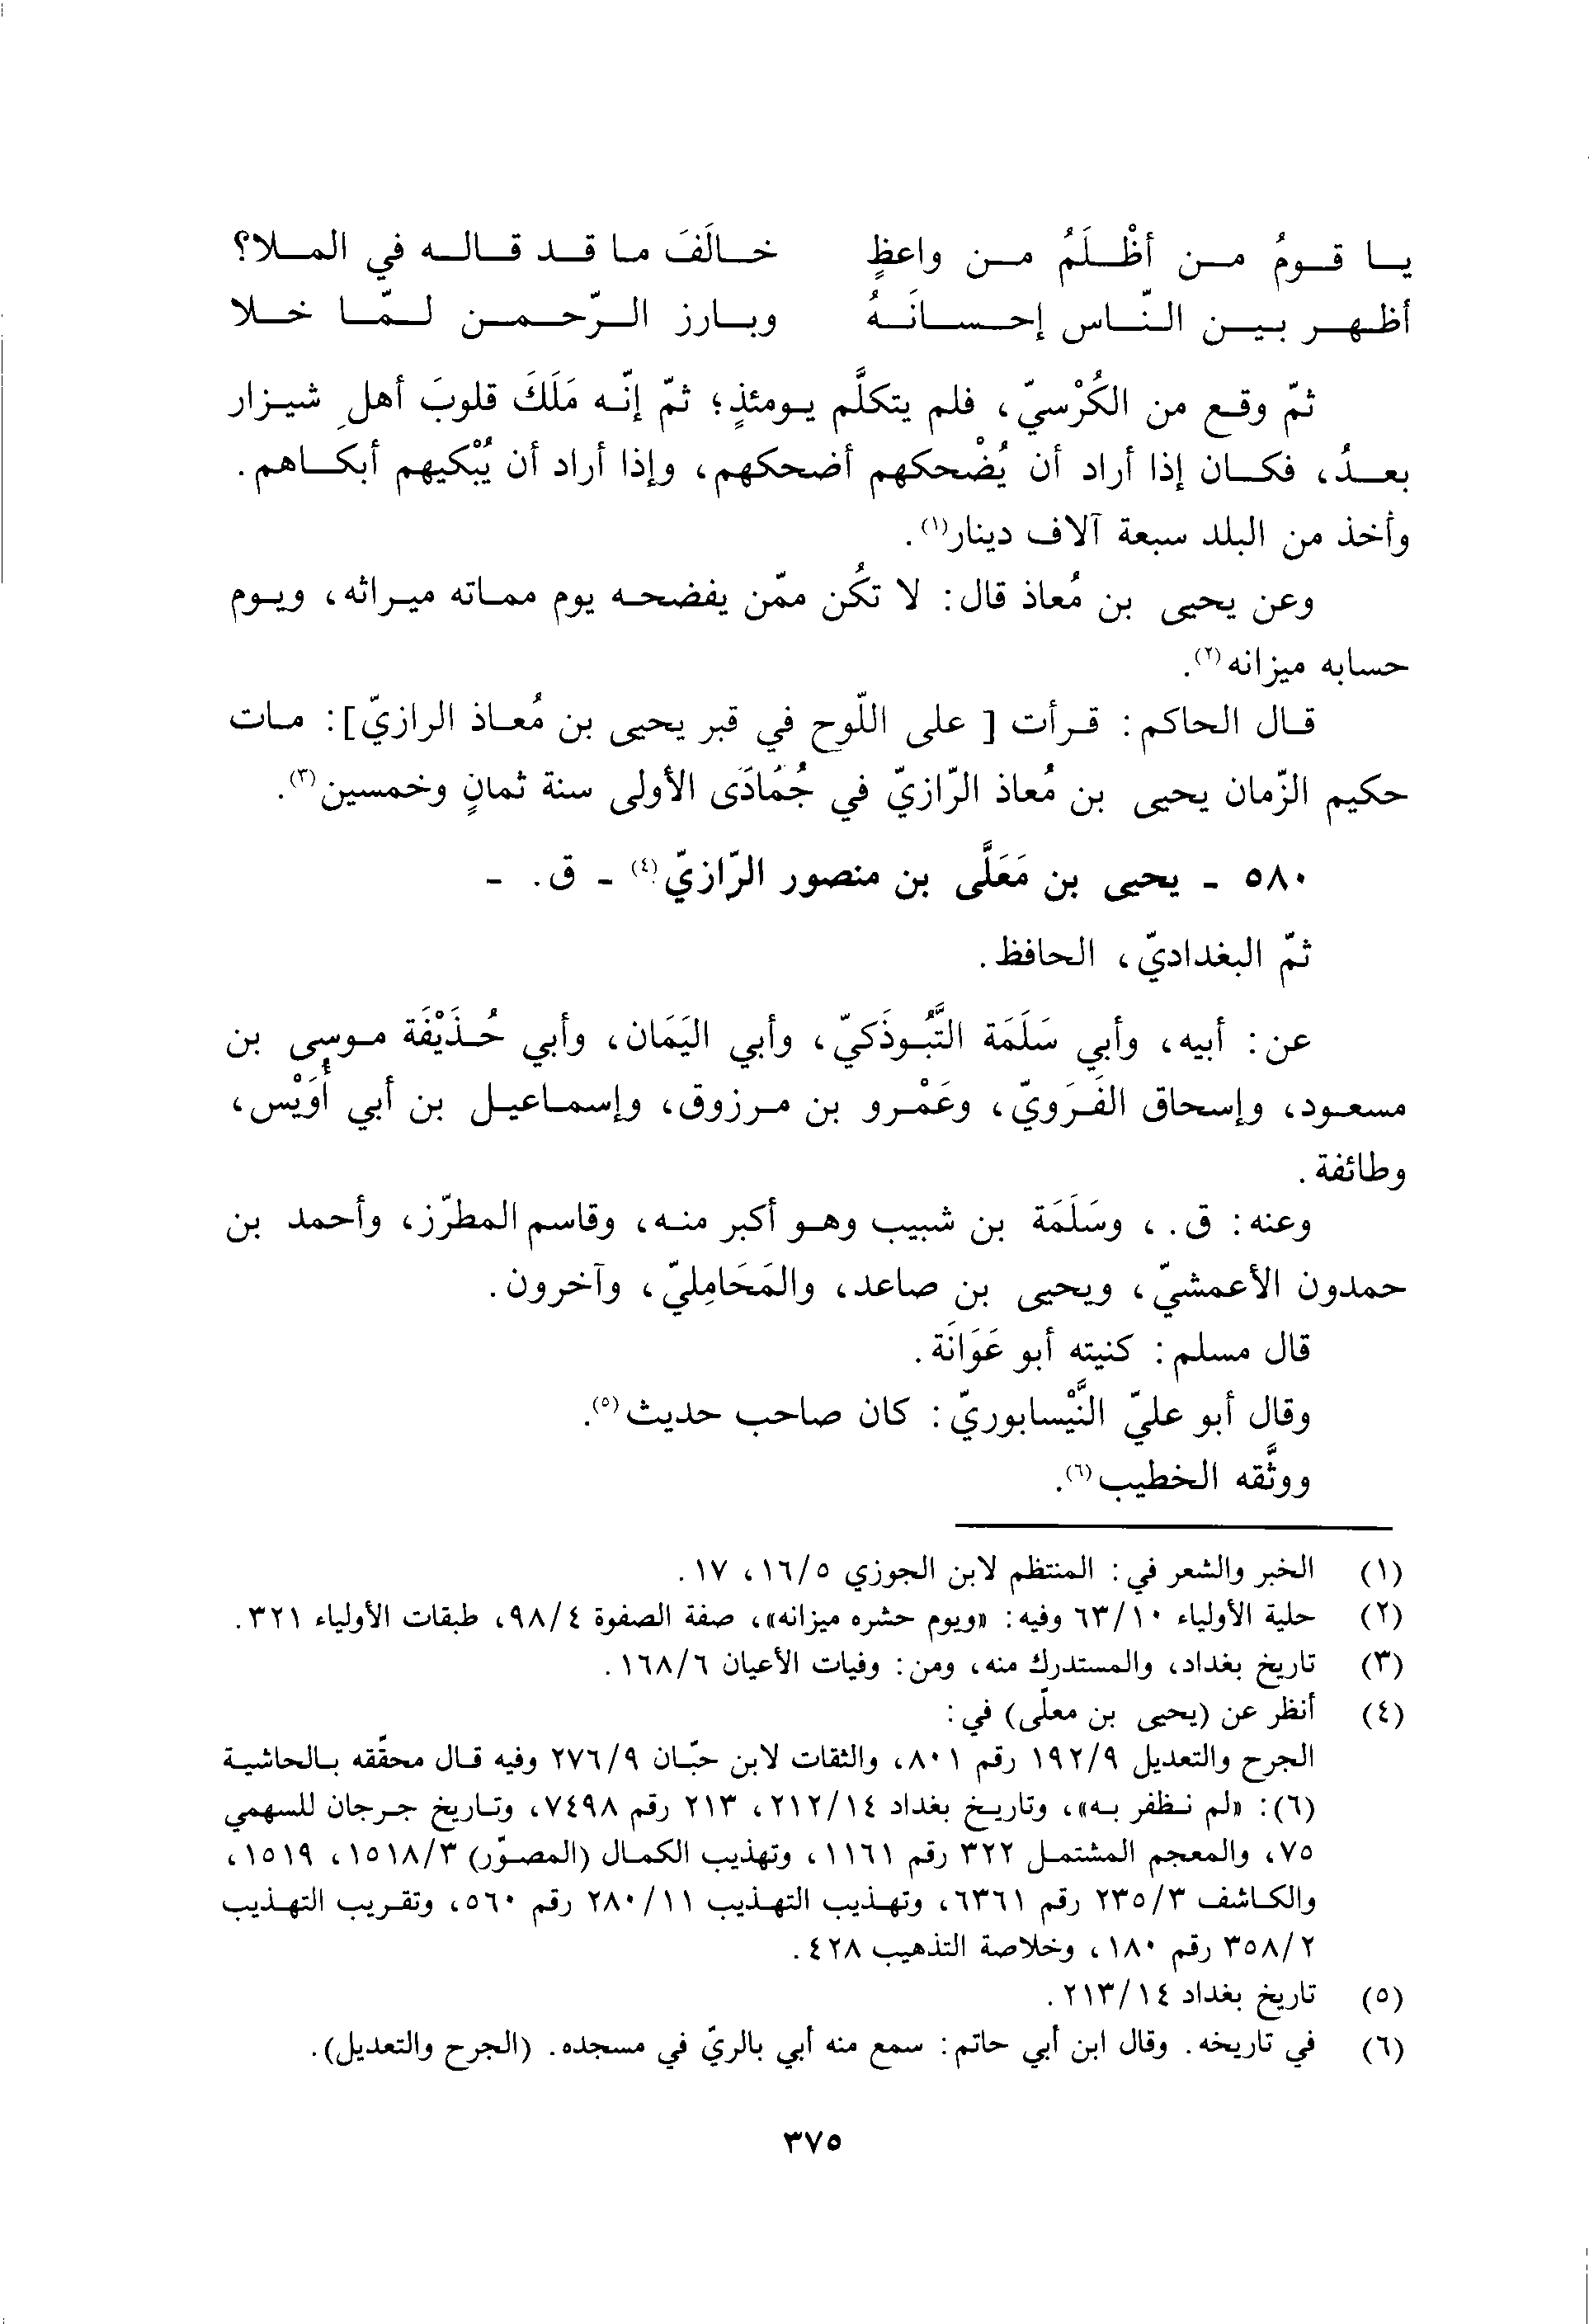 يا قومُ من أظْلَمُ من واعظٍ خالَفَ ما قد قاله في الملا؟
أظهر بين النّاس إحسانَهُ وبارز الرّحمن لمّا خلا
ثمّ وقع من الكُرْسيّ، فلم يتكلَّم يومئذٍ؛ ثمّ إنّه مَلَكَ قلوبَ أهلِ شيزار
بعدُ، فكان إذا أراد أن يُضْحكهم أضحكهم، وإذا أراد أن يُبْكيهم أبكاهم.
وأخذ من البلد سبعة آلاف دينار(١).
وعن يحيى بن مُعاذ قال: لا تكُن ممّن يفضحه يوم مماته ميراثه، ويوم
حسابه ميزانه(٢).
قال الحاكم: قرأت [ على اللّوح في قبر يحيى بن مُعاذ الرازيّ]: مات
حكيم الزّمان يحيى بن مُعاذ الرّازيّ في جُمَادَى الأولى سنة ثمانٍ وخمسين(٣).
٥٨٠ - يحيى بن مَعَلَّى بن منصور الرّازيّ(٤) - ق. -
ثمّ البغداديّ، الحافظ.
عن: أبيه، وأبي سَلَمَة التَّبُوذَكيّ، وأبي اليَمَان، وأبي حُذَيْفَة موسى بن
مسعود، وإسحاق الفَرَويّ، وعَمْرو بن مرزوق، وإسماعيل بن أبي أُوَيْس،
وطائفة.
وعنه: ق.، وسَلَمَة بن شبيب وهو أكبر منه، وقاسم المطرّز، وأحمد بن
حمدون الأعمشيّ، ويحيى بن صاعد، والمَحَامِليّ، وآخرون.
قال مسلم: كنيته أبو عَوَانَة.
وقال أبو عليّ النَّيْسابوريّ: كان صاحب حديث(٥).
ووثَّقه الخطيب(٦).
(١) الخبر والشعر في: المنتظم لابن الجوزي ١٦/٥، ١٧.
(٢) حلية الأولياء ٦٣/١٠ وفيه: «ويوم حشره ميزانه»، صفة الصفوة ٩٨/٤، طبقات الأولياء ٣٢١.
(٣) تاريخ بغداد، والمستدرك منه، ومن: وفيات الأعيان ١٦٨/٦.
(٤) أنظر عن (يحيى بن معلّى) في:
الجرح والتعديل ١٩٢/٩ رقم ٨٠١، والثقات لابن حبّان ٢٧٦/٩ وفيه قال محقّقه بالحاشية
(٦): «لم نظفر به»، وتاريخ بغداد ٢١٢/١٤، ٢١٣ رقم ٧٤٩٨، وتاريخ جرجان للسهمي
٧٥، والمعجم المشتمل ٣٢٢ رقم ١١٦١، وتهذيب الكمال (المصوّر) ١٥١٨/٣، ١٥١٩،
والكاشف ٢٣٥/٣ رقم ٦٣٦١، وتهذيب التهذيب ٢٨٠/١١ رقم ٥٦٠، وتقريب التهذيب
٣٥٨/٢ رقم ١٨٠، وخلاصة التذهيب ٤٢٨.
(٥) تاريخ بغداد ٢١٣/١٤.
(٦) في تاريخه. وقال ابن أبي حاتم: سمع منه أبي بالريّ في مسجده. (الجرح والتعديل).
٣٧٥